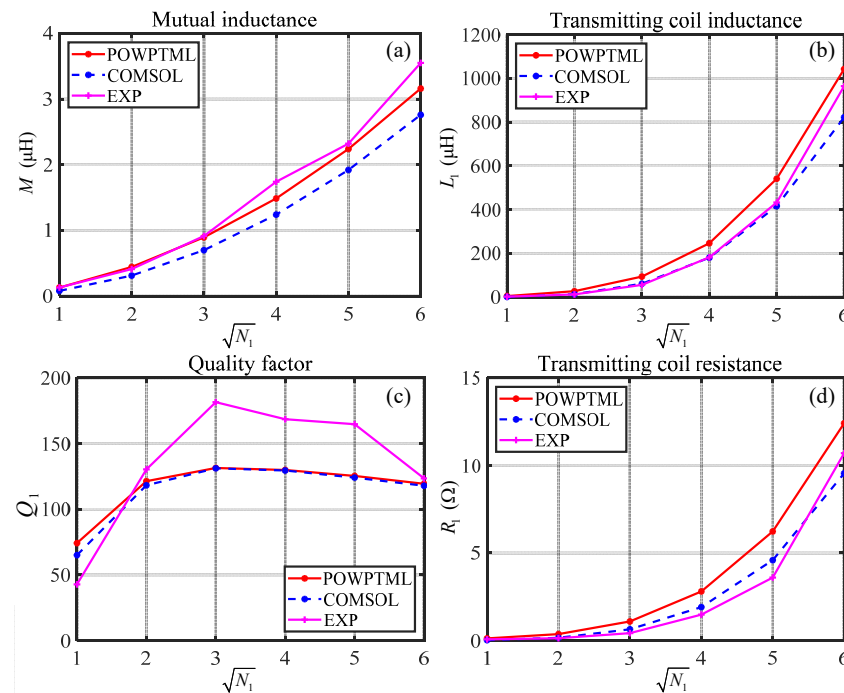 Mutual inductance
(a)
POWPTML
COMSOL
EXP
M (μH)
4
3
2
1
0
1 2 3 4 5 6
√N₁
Transmitting coil inductance
(b)
POWPTML
COMSOL
EXP
L₁ (μH)
1200
1000
800
600
400
200
0
1 2 3 4 5 6
√N₁
Quality factor
(c)
Q₁
200
150
100
50
0
POWPTML
COMSOL
EXP
1 2 3 4 5 6
√N₁
Transmitting coil resistance
(d)
POWPTML
COMSOL
EXP
R₁ (Ω)
15
10
5
0
1 2 3 4 5 6
√N₁